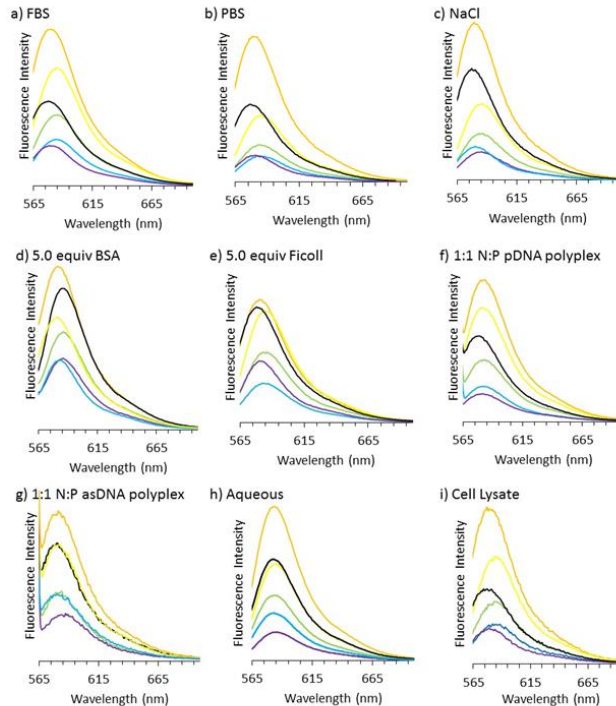 a) FBS
b) PBS
c) NaCl
Fluorescence Intensity
Fluorescence Intensity
Fluorescence Intensity
565 615 665
565 615 665
565 615 665
Wavelength (nm)
Wavelength (nm)
Wavelength (nm)
d) 5.0 equiv BSA
e) 5.0 equiv Ficoll
f) 1:1 N:P pDNA polyplex
Fluorescence Intensity
Fluorescence Intensity
Fluorescence Intensity
565 615 665
565 615 665
565 615 665
Wavelength (nm)
Wavelength (nm)
Wavelength (nm)
g) 1:1 N:P asDNA polyplex
h) Aqueous
i) Cell Lysate
Fluorescence Intensity
Fluorescence Intensity
Fluorescence Intensity
565 615 665
565 615 665
565 615 665
Wavelength (nm)
Wavelength (nm)
Wavelength (nm)